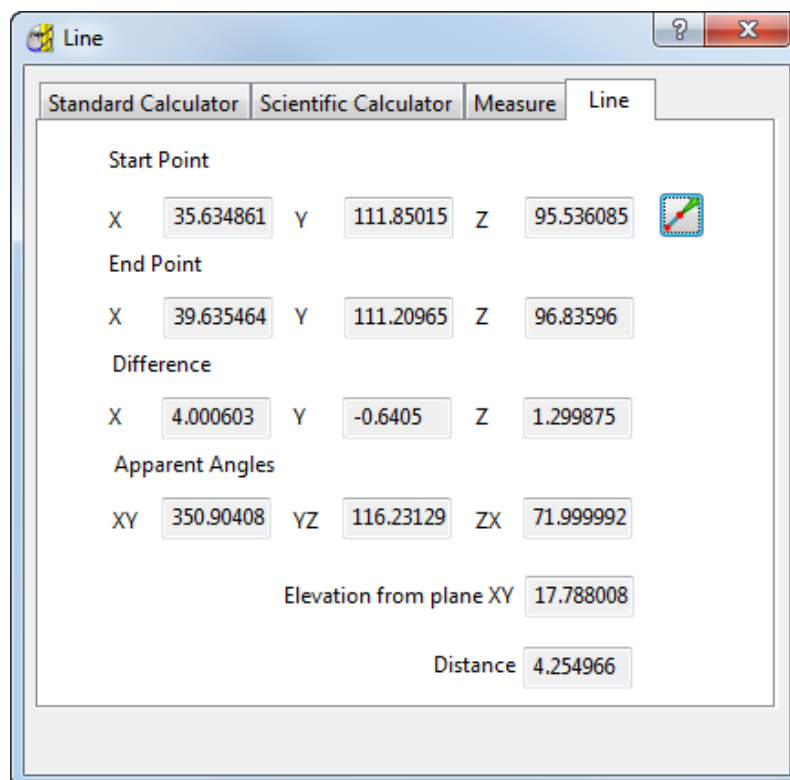 Line
?
X
Standard Calculator Scientific Calculator Measure Line
Start Point
X 35.634861 Y 111.85015 Z 95.536085
End Point
X 39.635464 Y 111.20965 Z 96.83596
Difference
X 4.000603 Y -0.6405 Z 1.299875
Apparent Angles
XY 350.90408 YZ 116.23129 ZX 71.999992
Elevation from plane XY 17.788008
Distance 4.254966